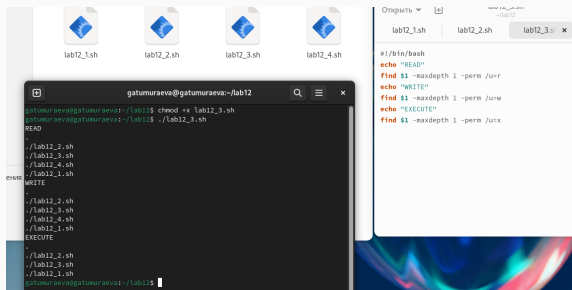 lab12_1.sh
lab12_2.sh
lab12_3.sh
lab12_4.sh
gatumuraeva@gatumuraeva:~/lab12
gatumuraeva@gatumuraeva:~/lab12$ chmod +x lab12_3.sh
gatumuraeva@gatumuraeva:~/lab12$ ./lab12_3.sh
READ
.
./lab12_2.sh
./lab12_3.sh
./lab12_4.sh
./lab12_1.sh
WRITE
.
./lab12_2.sh
./lab12_3.sh
./lab12_4.sh
./lab12_1.sh
EXECUTE
.
./lab12_2.sh
./lab12_3.sh
./lab12_1.sh
gatumuraeva@gatumuraeva:~/lab12$
ения
Открыть
~/lab12
lab12_1.sh
lab12_2.sh
lab12_3.sh
#!/bin/bash
echo "READ"
find $1 -maxdepth 1 -perm /u=r
echo "WRITE"
find $1 -maxdepth 1 -perm /u=w
echo "EXECUTE"
find $1 -maxdepth 1 -perm /u=x